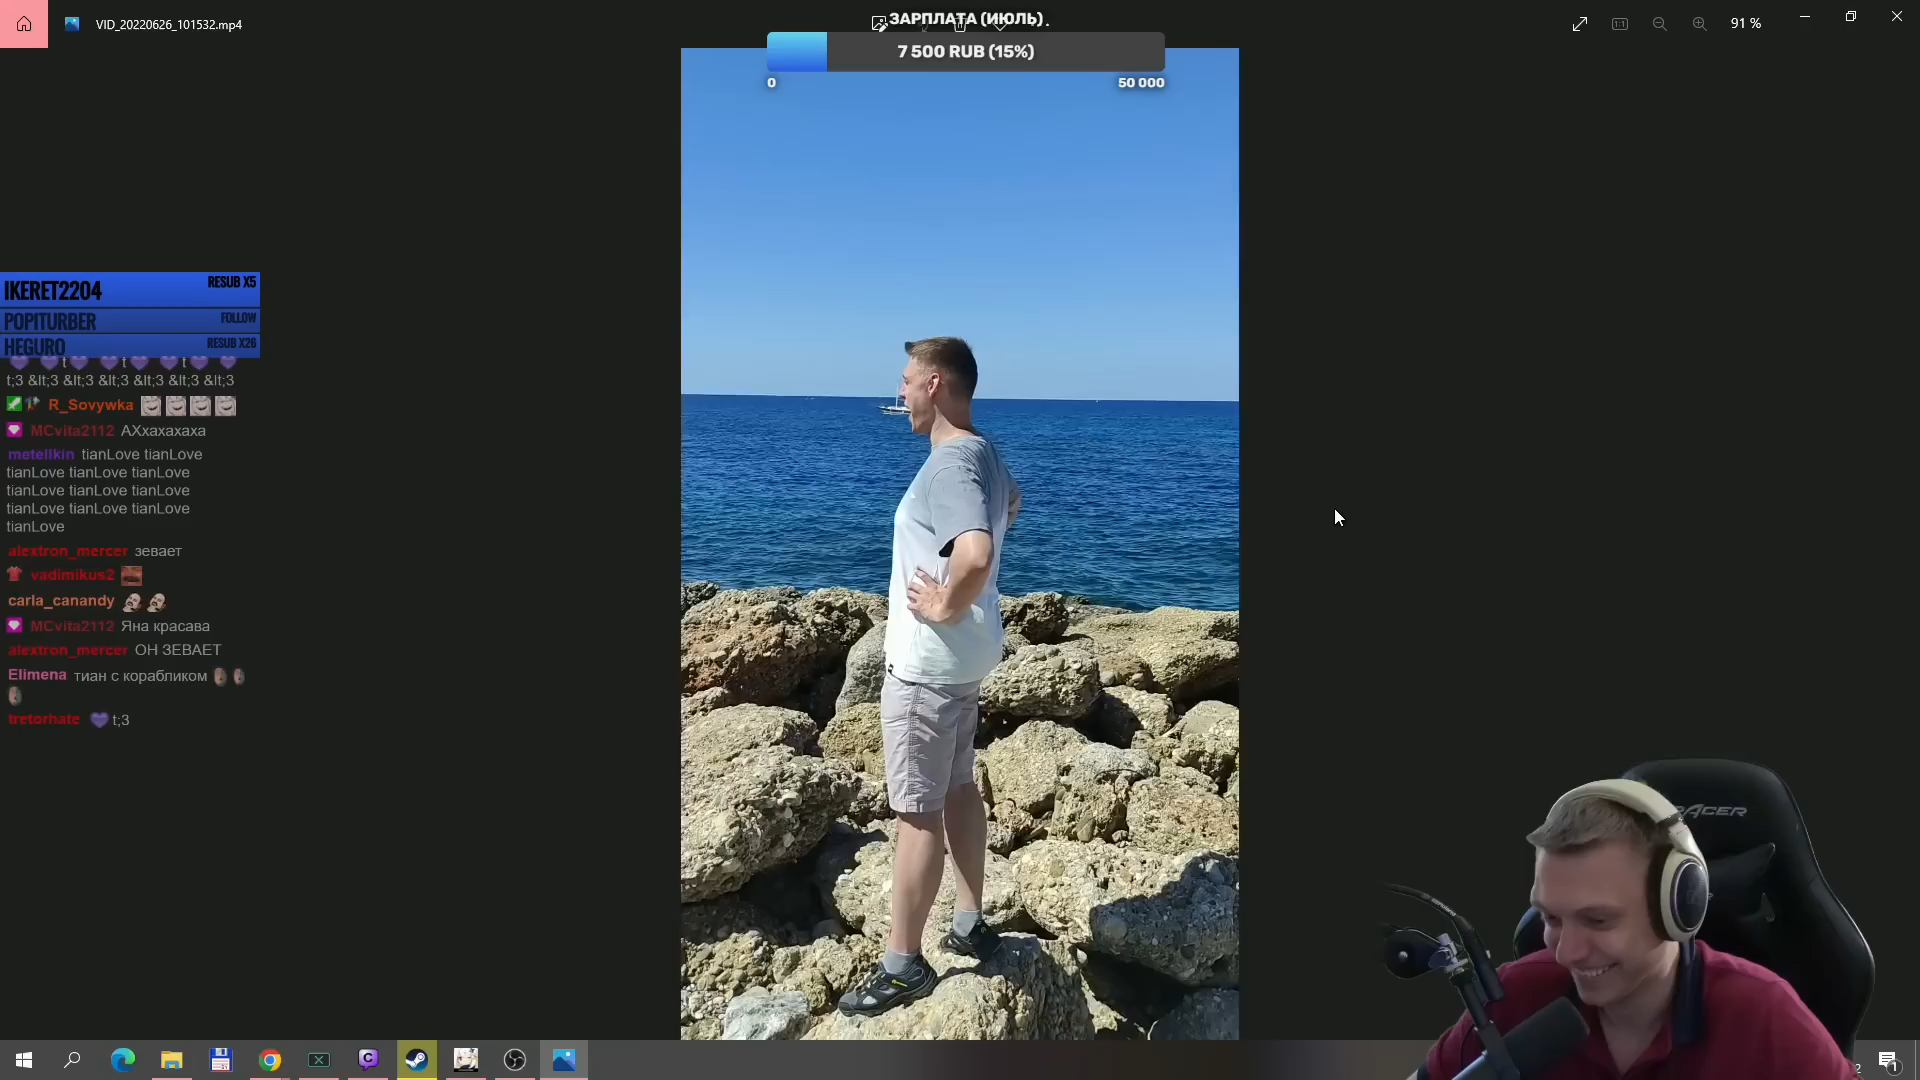 VID_20220626_101532.mp4
ЗАРПЛАТА (ИЮЛЬ).
91 %
7 500 RUB (15%)
0
50 000
IKERET2204
RESUB X5
POPITURBER
FOLLOW
HEGURO
RESUB X26
t t t
t;3 &lt;3 &lt;3 &lt;3 &lt;3 &lt;3 &lt;3
R_Sovywka
MCvita2112 АХхахахаха
metellkin tianLove tianLove
tianLove tianLove tianLove
tianLove tianLove tianLove
tianLove tianLove tianLove
tianLove
alextron_mercer зевает
vadimikus2
carla_canandy
MCvita2112 Яна красава
alextron_mercer ОН ЗЕВАЕТ
Elimena тиан с корабликом
tretorhate t;3